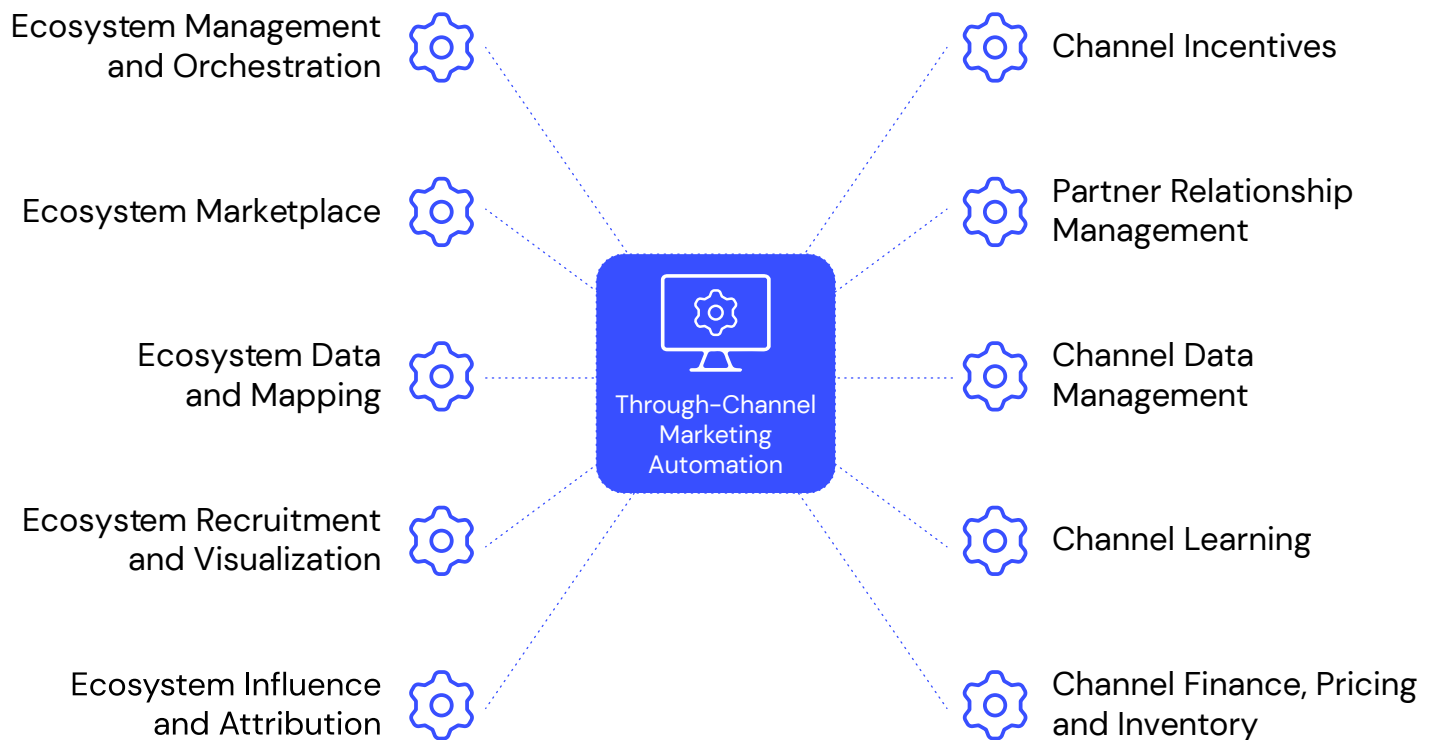 Ecosystem Management
and Orchestration
Ecosystem Marketplace
Ecosystem Data
and Mapping
Ecosystem Recruitment
and Visualization
Ecosystem Influence
and Attribution
Through-Channel
Marketing
Automation
Channel Incentives
Partner Relationship
Management
Channel Data
Management
Channel Learning
Channel Finance, Pricing
and Inventory